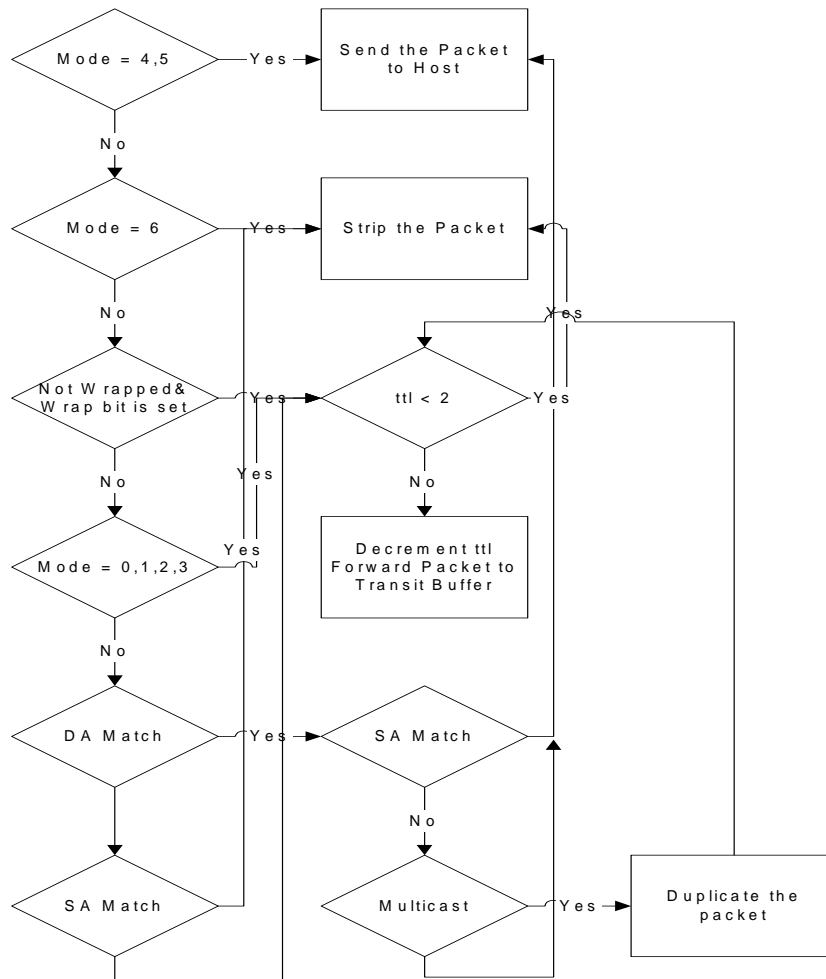 Mode = 4,5
Yes
Send the Packet
to Host
No
Mode = 6
Yes
Strip the Packet
No
Yes
Not Wrapped&
Wrap bit is set
Yes
ttl < 2
Yes
Yes
No
No
Mode = 0,1,2,3
Yes
Decrement ttl
Forward Packet to
Transit Buffer
No
DA Match
Yes
SA Match
No
SA Match
Multicast
Yes
Duplicate the
packet